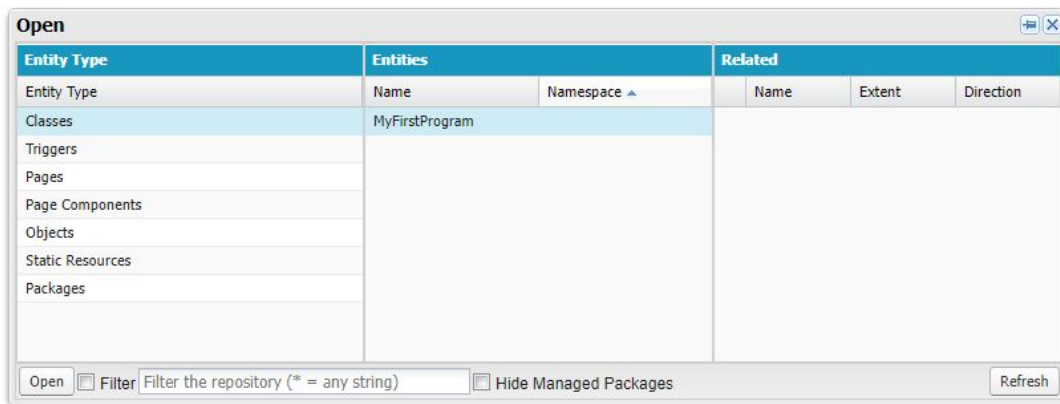 Open
Entity Type Entities Related
Entity Type Name Namespace Name Extent Direction
Classes MyFirstProgram
Triggers
Pages
Page Components
Objects
Static Resources
Packages
Open Filter Filter the repository (* = any string) Hide Managed Packages Refresh